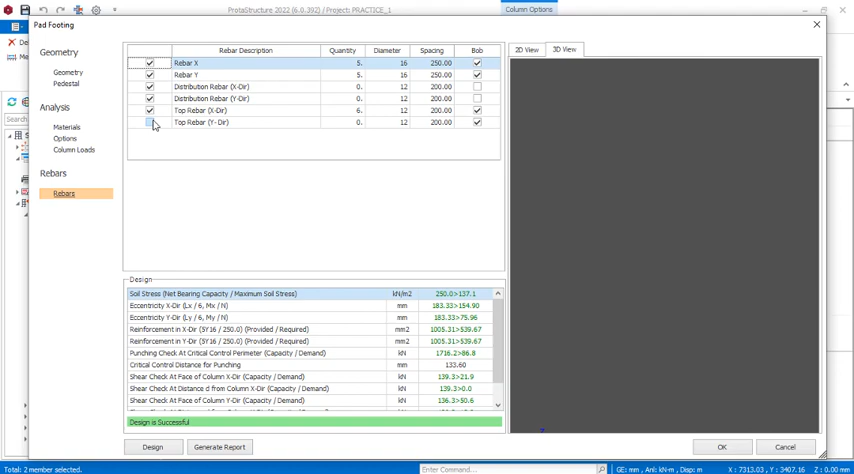 ProtaStructure 2022 (6.0.392) / Project: PRACTICE_1
Column Options
Pad Footing
Geometry
Geometry
Pedestal
Analysis
Materials
Options
Column Loads
Rebars
Rebars
Rebar Description Quantity Diameter Spacing Bob
Rebar X 5. 16 250.00
Rebar Y 5. 16 250.00
Distribution Rebar (X-Dir) 0. 12 200.00
Distribution Rebar (Y-Dir) 0. 12 200.00
Top Rebar (X-Dir) 6. 12 200.00
Top Rebar (Y- Dir) 0. 12 200.00
2D View 3D View
Design
Soil Stress (Net Bearing Capacity / Maximum Soil Stress) kN/m2 250.0>137.1
Eccentricity X-Dir (Lx / 6, Mx / N) mm 183.33>154.90
Eccentricity Y-Dir (Ly / 6, My / N) mm 183.33>75.96
Reinforcement in X-Dir (5Y16 / 250.0) (Provided / Required) mm2 1005.31>539.67
Reinforcement in Y-Dir (5Y16 / 250.0) (Provided / Required) mm2 1005.31>539.67
Punching Check At Critical Control Perimeter (Capacity / Demand) kN 1716.2>86.8
Critical Control Distance for Punching mm 133.60
Shear Check At Face of Column X-Dir (Capacity / Demand) kN 139.3>21.9
Shear Check At Distance d from Column X-Dir (Capacity / Demand) kN 139.3>0.0
Shear Check At Face of Column Y-Dir (Capacity / Demand) kN 136.3>50.6
Design is Successful
Design Generate Report OK Cancel
Total: 2 member selected. Enter Command... GE: mm , Anl: kN-m , Disp: m X : 7313.03 Y : 3407.16 Z : 0.00 mm